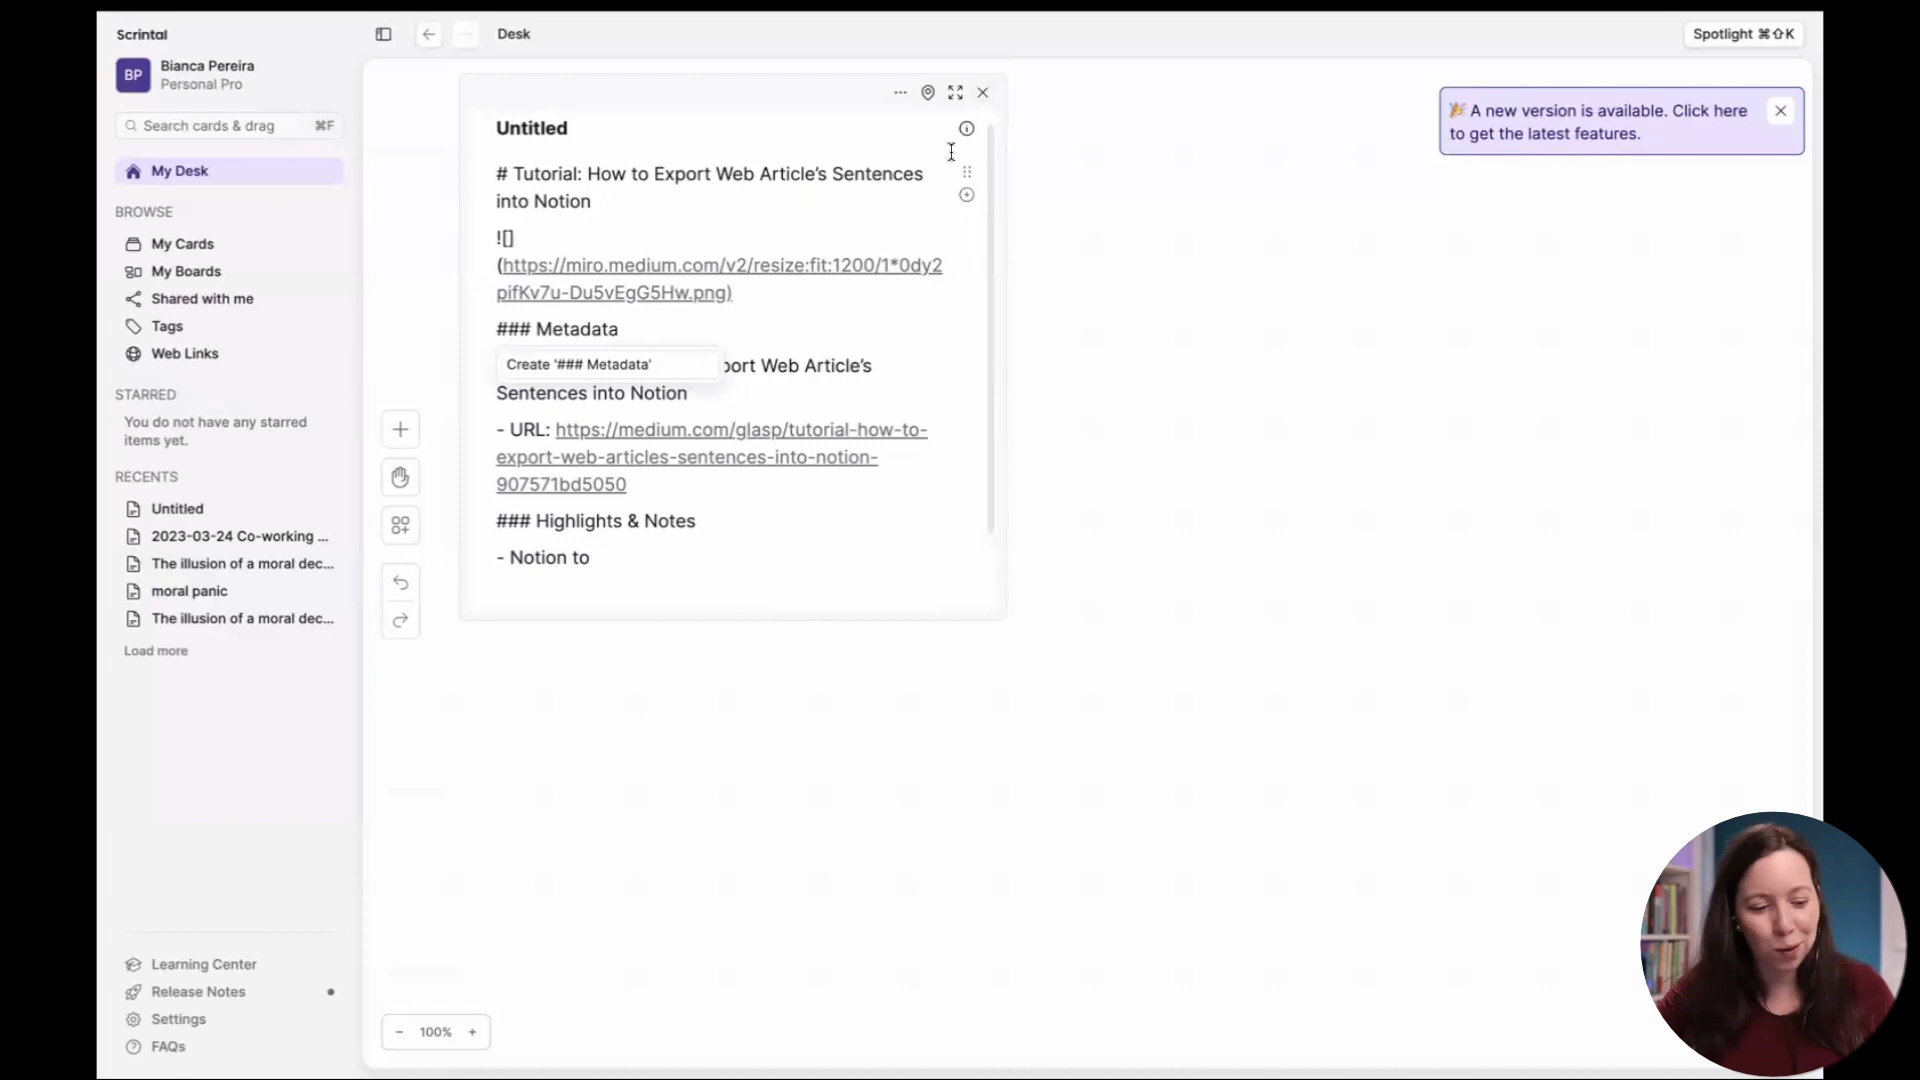 Scrintal
Desk
Spotlight ⌘⇧K
BP
Bianca Pereira
Personal Pro
Search cards & drag
⌘F
My Desk
BROWSE
My Cards
My Boards
Shared with me
Tags
Web Links
STARRED
You do not have any starred
items yet.
RECENTS
Untitled
2023-03-24 Co-working ...
The illusion of a moral dec...
moral panic
The illusion of a moral dec...
Load more
Learning Center
Release Notes
Settings
FAQs
Untitled
# Tutorial: How to Export Web Article’s Sentences
into Notion
![]
(https://miro.medium.com/v2/resize:fit:1200/1*0dy2
pifKv7u-Du5vEgG5Hw.png)
### Metadata
Create '### Metadata'
port Web Article’s
Sentences into Notion
- URL: https://medium.com/glasp/tutorial-how-to-
export-web-articles-sentences-into-notion-
907571bd5050
### Highlights & Notes
- Notion to
🎉 A new version is available. Click here
to get the latest features.
− 100% +